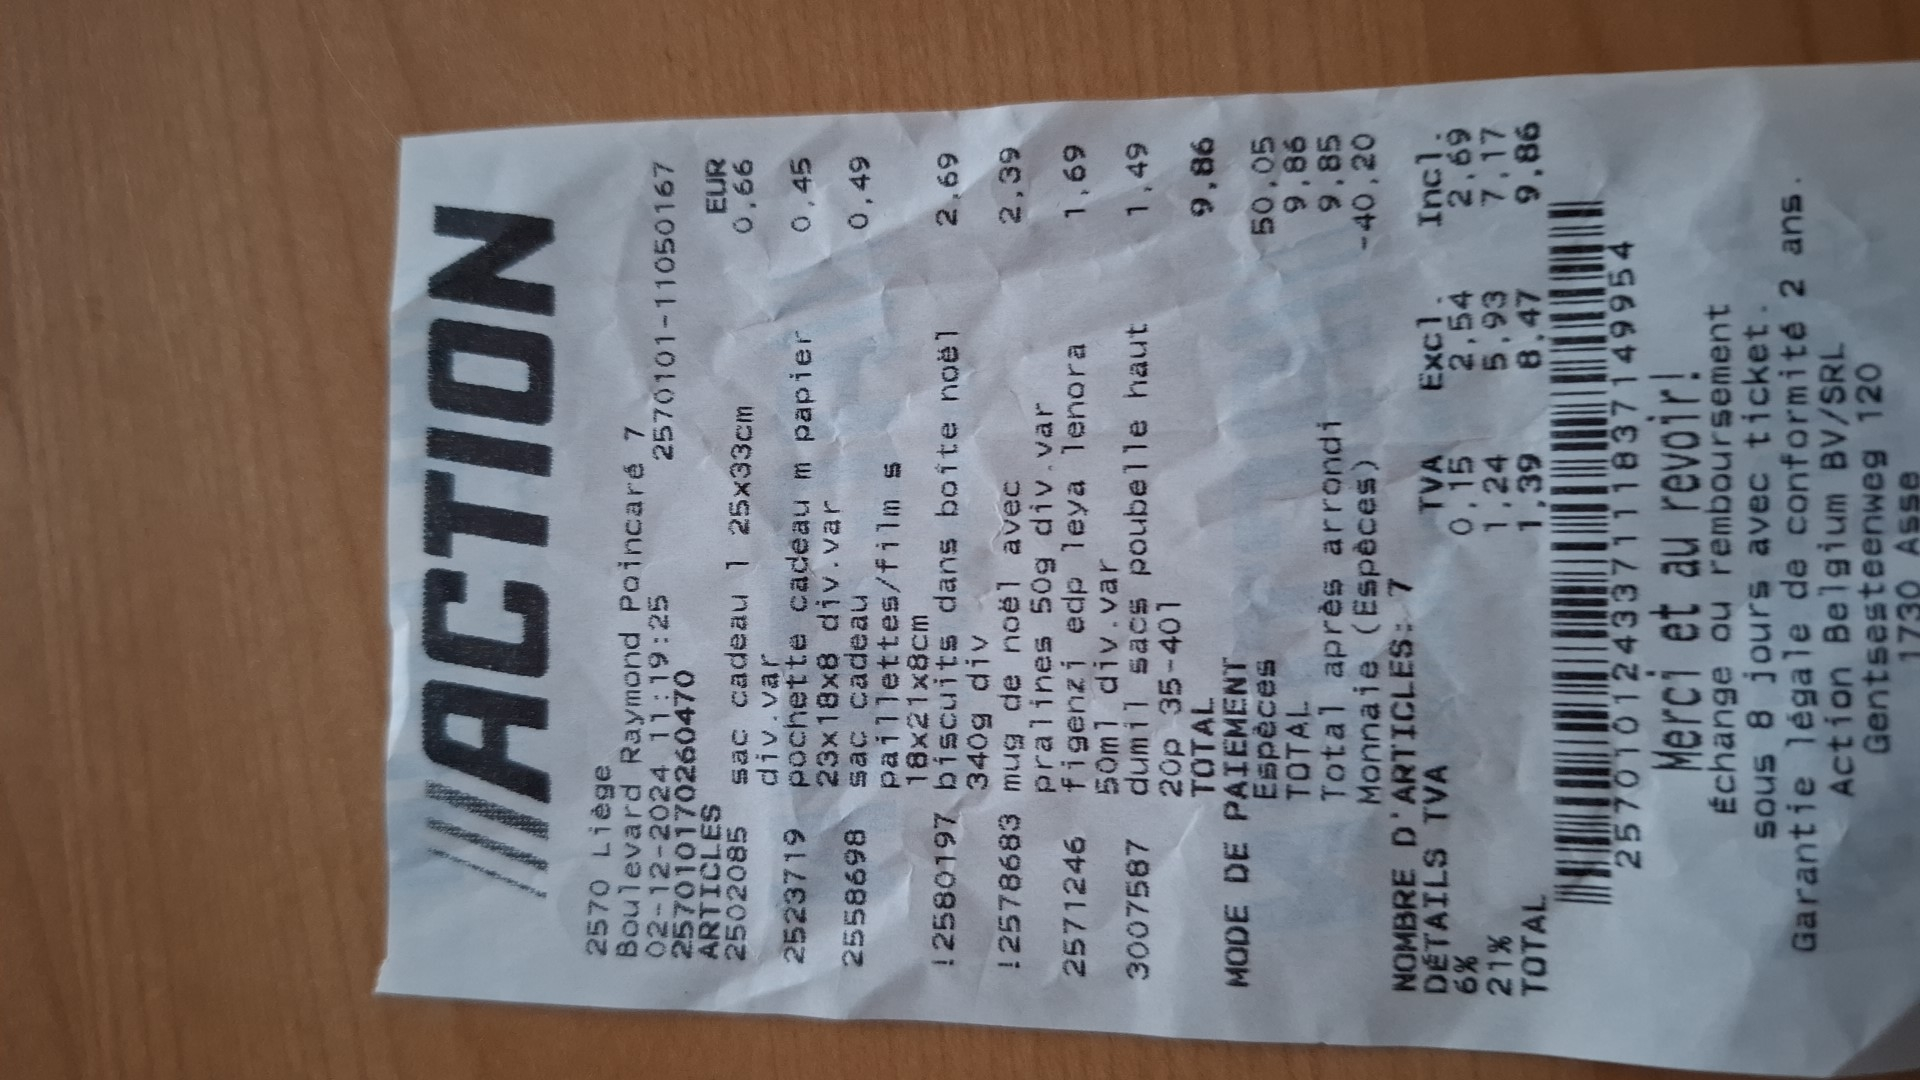 ACTION
2570 Liège
Boulevard Raymond Poincaré 7
02-12-2024 11:19:25 2570101-11050167
257010170260470
ARTICLES EUR
2502085 sac cadeau l 25x33cm 0,66
div.var
2523719 pochette cadeau m papier 0,45
23x18x8 div.var
2558698 sac cadeau 0,49
paillettes/film s
18x21x8cm
!2580197 biscuits dans boîte noël 2,69
340g div
!2578683 mug de noël avec 2,39
pralines 50g div.var
2571246 figenzi edp leya lenora 1,69
50ml div.var
3007587 dumil sacs poubelle haut 1,49
20p 35-40l
TOTAL 9,86
MODE DE PAIEMENT
Espèces 50,05
TOTAL 9,86
Total après arrondi 9,85
Monnaie (Espèces) -40,20
NOMBRE D'ARTICLES: 7
DÉTAILS TVA TVA Excl. Incl.
6% 0,15 2,54 2,69
21% 1,24 5,93 7,17
TOTAL 1,39 8,47 9,86
2570101243371118371499954
Merci et au revoir!
Échange ou remboursement
sous 8 jours avec ticket.
Garantie légale de conformité 2 ans.
Action Belgium BV/SRL
Gentsesteenweg 120
1730 Asse